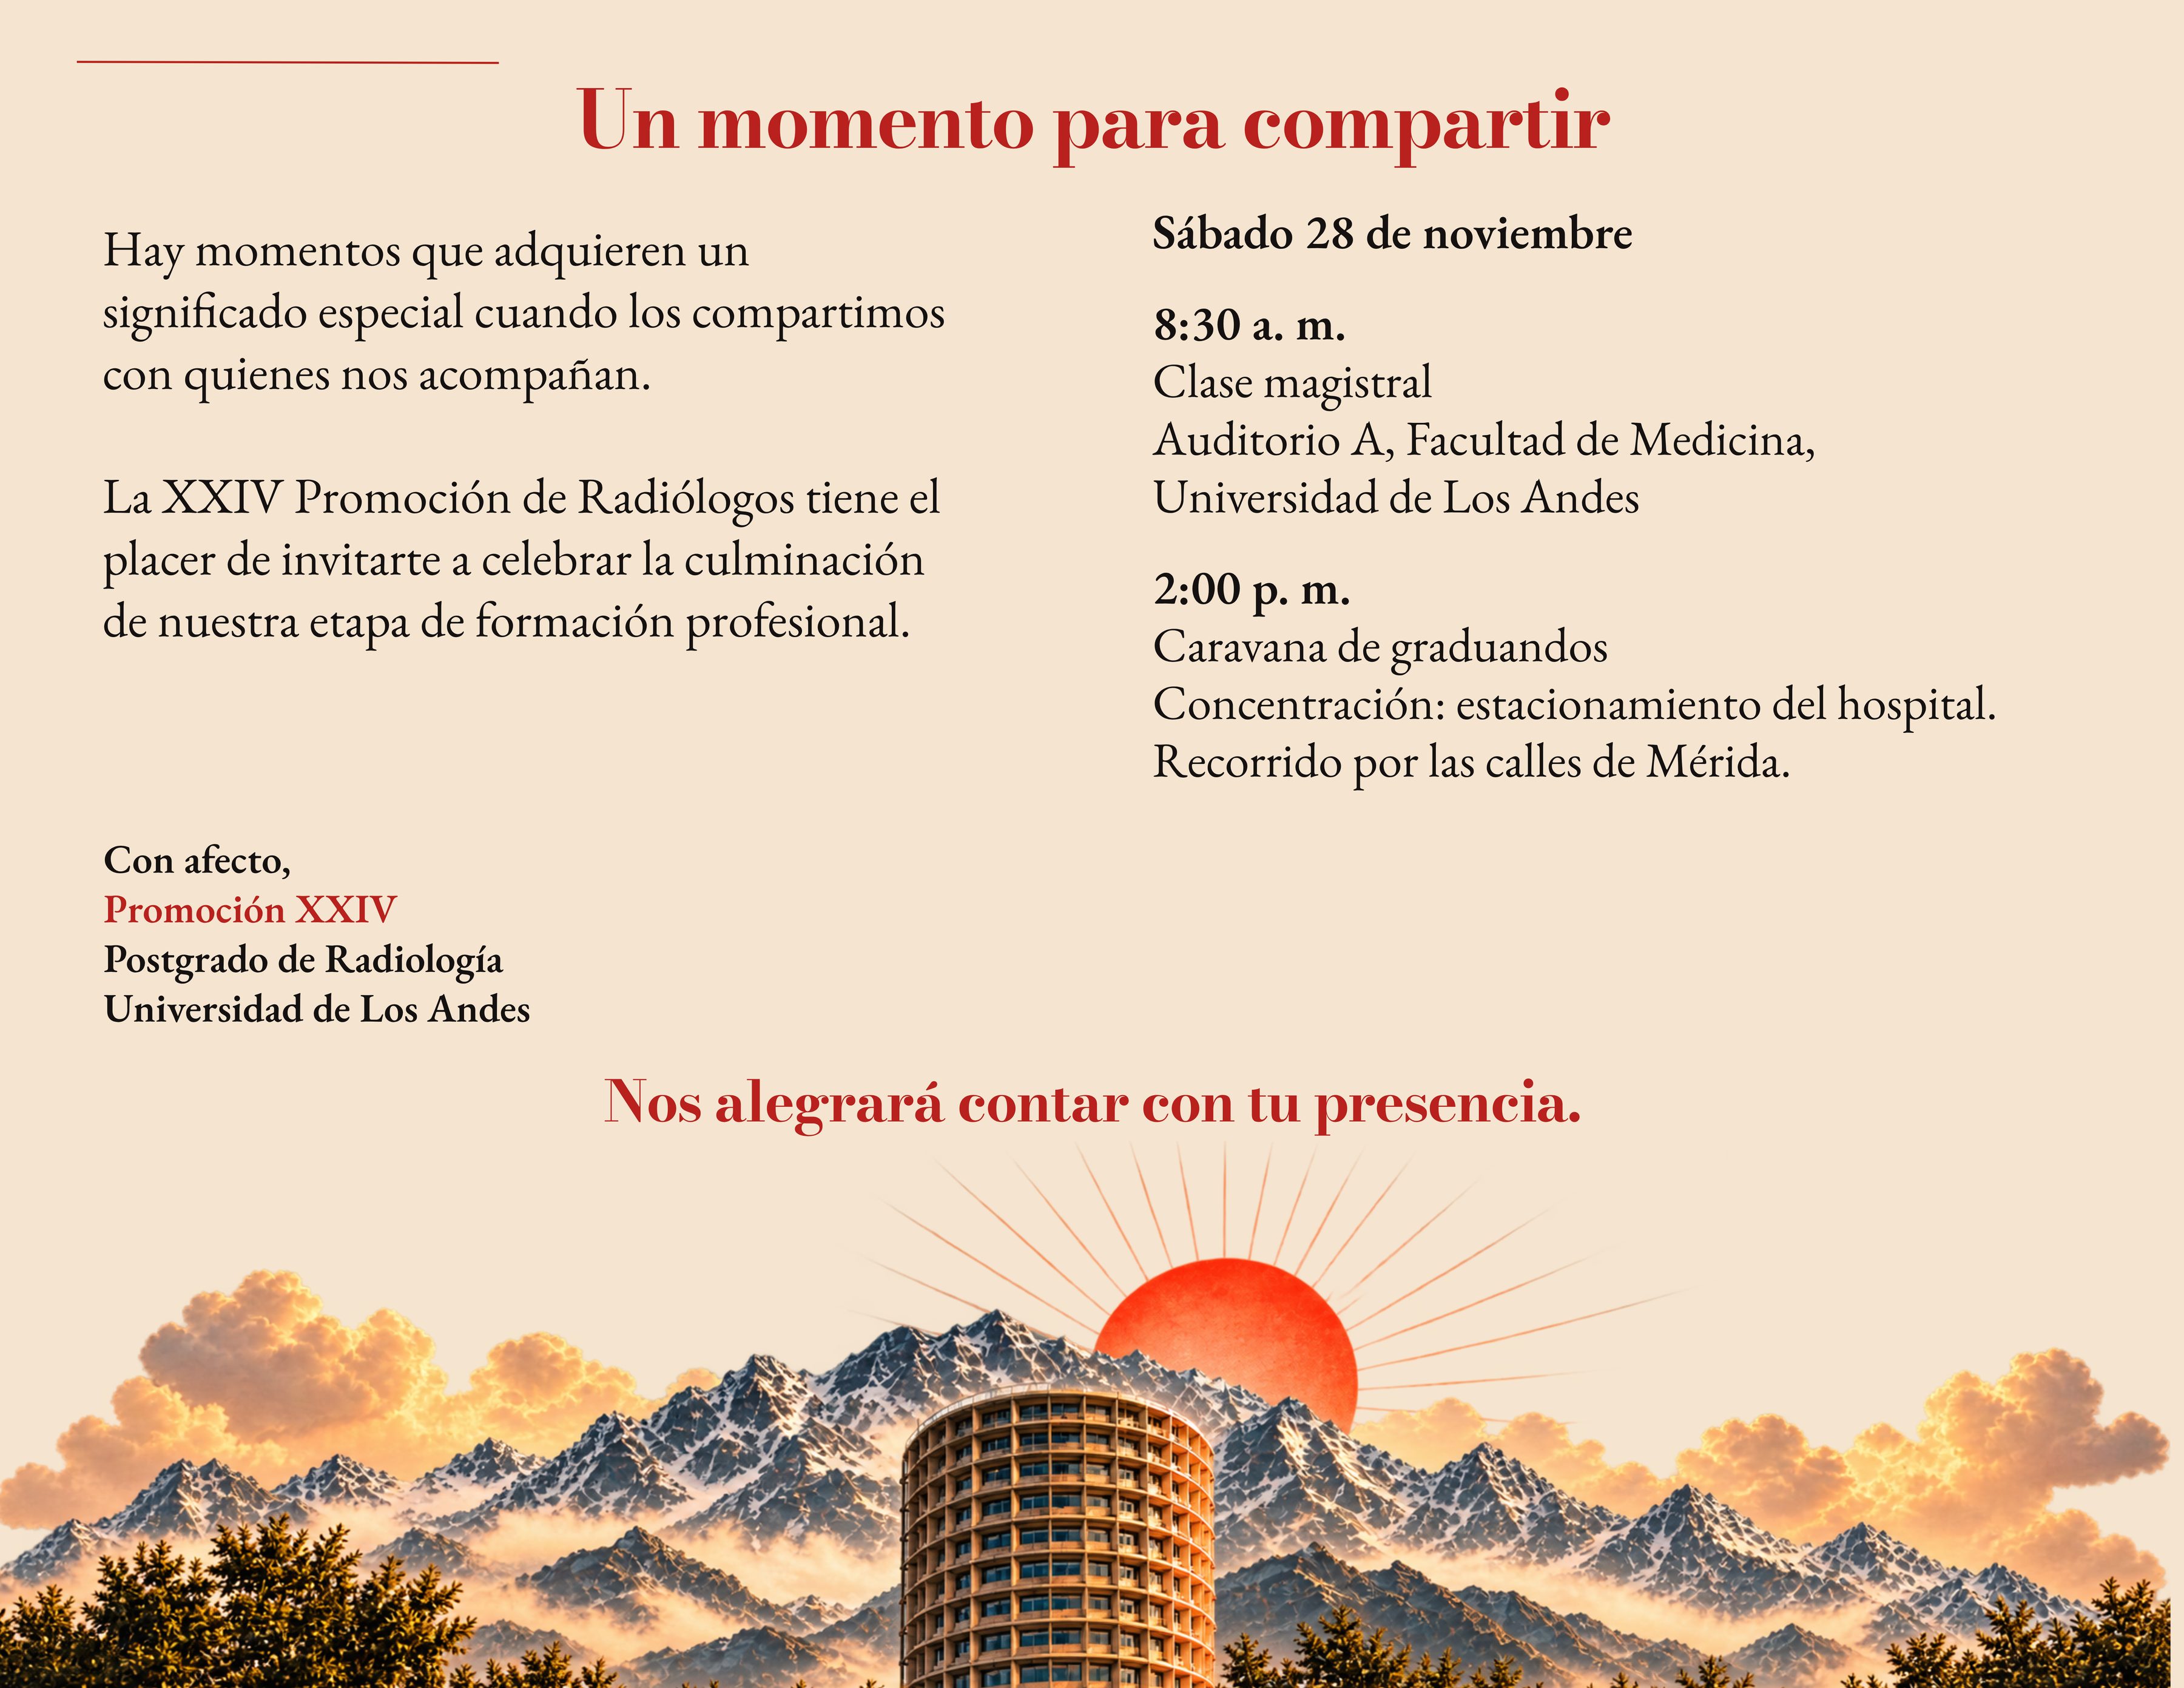 Un momento para compartir
Hay momentos que adquieren un
significado especial cuando los compartimos
con quienes nos acompañan.
La XXIV Promoción de Radiólogos tiene el
placer de invitarte a celebrar la culminación
de nuestra etapa de formación profesional.
Con afecto,
Promoción XXIV
Postgrado de Radiología
Universidad de Los Andes
Sábado 28 de noviembre
8:30 a. m.
Clase magistral
Auditorio A, Facultad de Medicina,
Universidad de Los Andes
2:00 p. m.
Caravana de graduandos
Concentración: estacionamiento del hospital.
Recorrido por las calles de Mérida.
Nos alegrará contar con tu presencia.